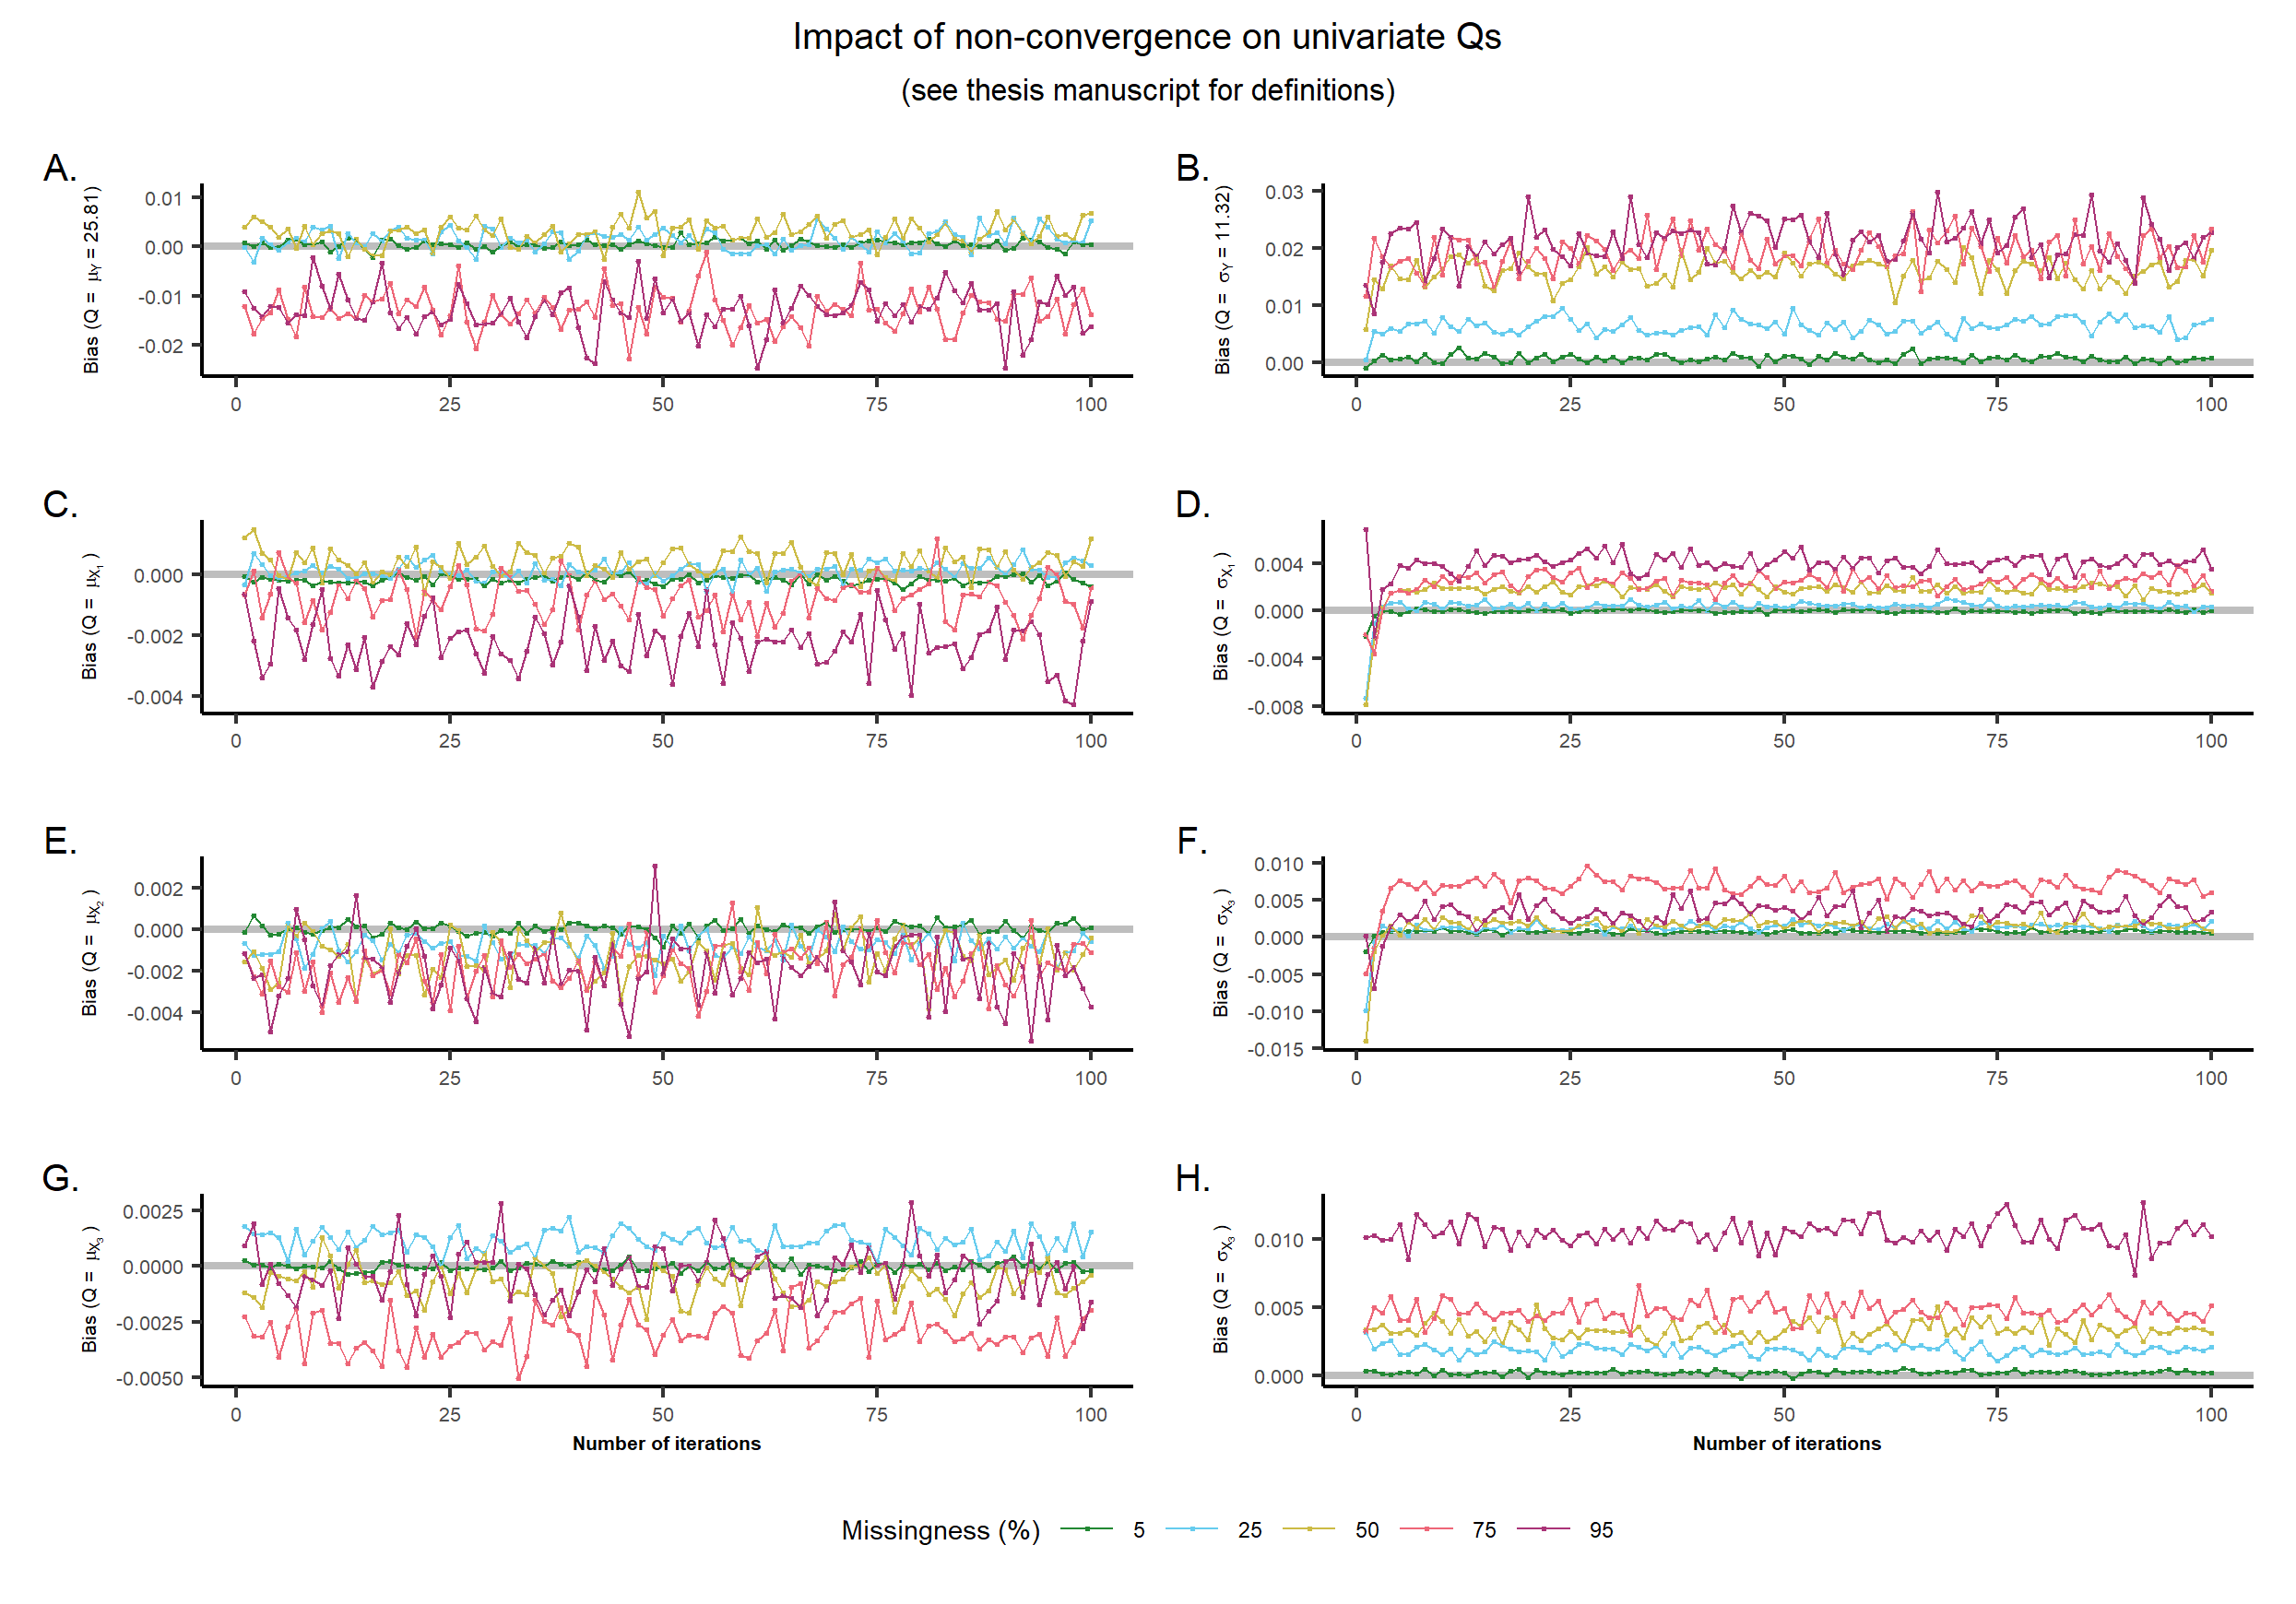 Impact of non-convergence on univariate Qs
(see thesis manuscript for definitions)
A.
Bias (Q = μY = 25.81)
0.01
0.00
-0.01
-0.02
0 25 50 75 100
B.
Bias (Q = σY = 11.32)
0.03
0.02
0.01
0.00
0 25 50 75 100
C.
Bias (Q = μX1 )
0.000
-0.002
-0.004
0 25 50 75 100
D.
Bias (Q = σX1 )
0.004
0.000
-0.004
-0.008
0 25 50 75 100
E.
Bias (Q = μX2 )
0.002
0.000
-0.002
-0.004
0 25 50 75 100
F.
Bias (Q = σX3 )
0.010
0.005
0.000
-0.005
-0.010
-0.015
0 25 50 75 100
G.
Bias (Q = μX3 )
0.0025
0.0000
-0.0025
-0.0050
0 25 50 75 100
Number of iterations
H.
Bias (Q = σX3 )
0.010
0.005
0.000
0 25 50 75 100
Number of iterations
Missingness (%) 5 25 50 75 95